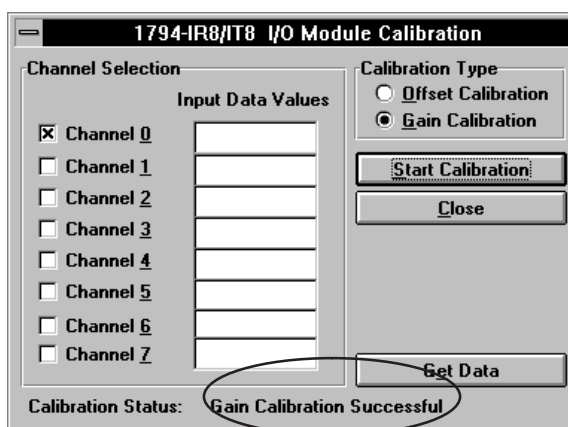 1794-IR8/IT8 I/O Module Calibration
Channel Selection
Input Data Values
Channel 0
Channel 1
Channel 2
Channel 3
Channel 4
Channel 5
Channel 6
Channel 7
Calibration Type
Offset Calibration
Gain Calibration
Start Calibration
Close
Get Data
Calibration Status: Gain Calibration Successful